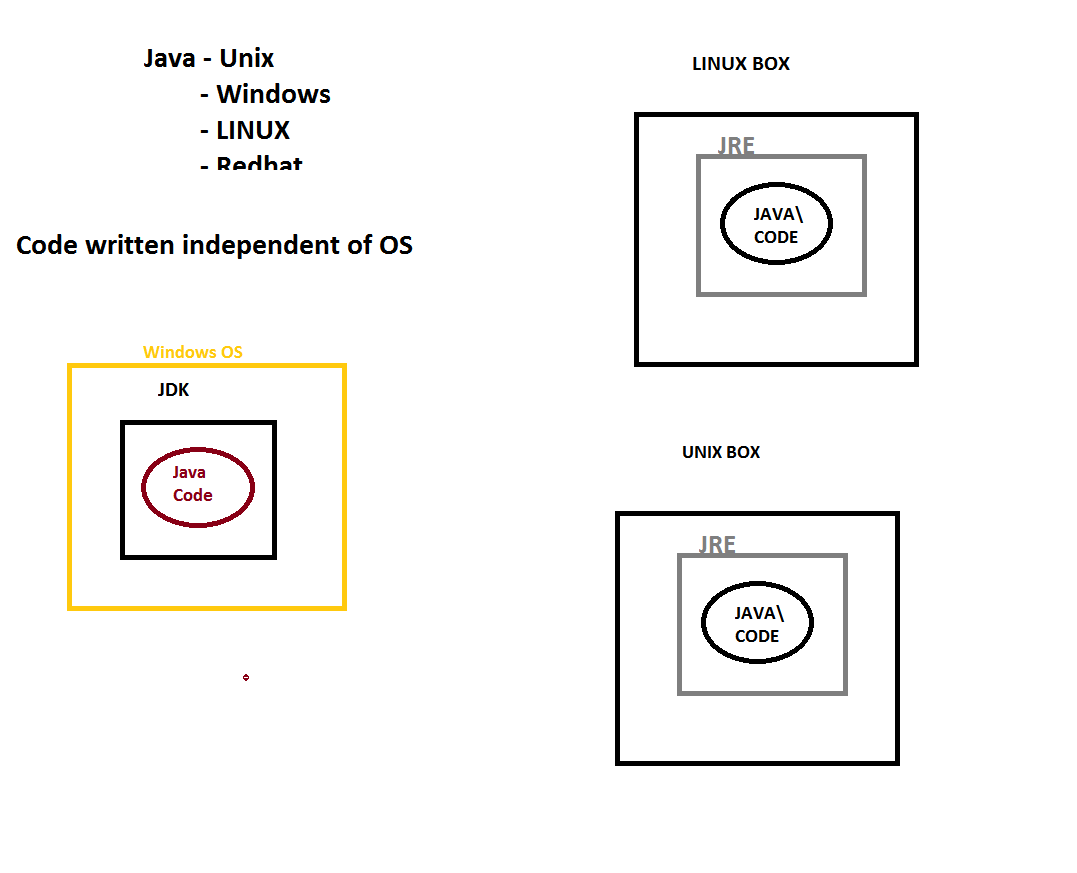 Java - Unix
- Windows
- LINUX
- Redhat
Code written independent of OS
Windows OS
JDK
Java
Code
LINUX BOX
JRE
JAVA\
CODE
UNIX BOX
JRE
JAVA\
CODE